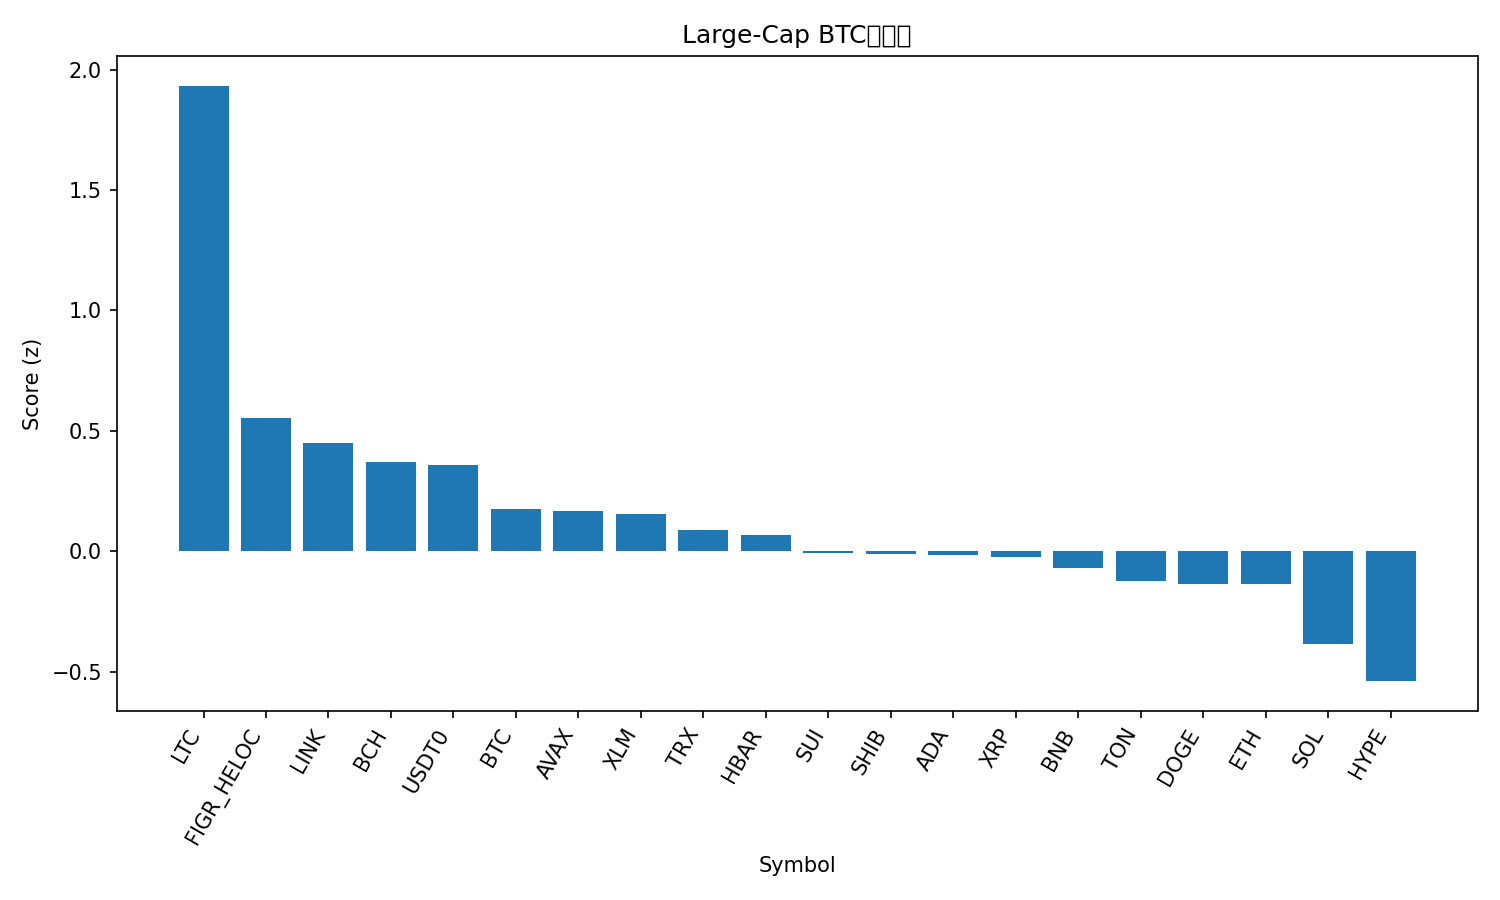 Large-Cap BTC
2.0
1.5
1.0
0.5
0.0
−0.5
Score (z)
LTC
FIGR_HELOC
LINK
BCH
USDT0
BTC
AVAX
XLM
TRX
HBAR
SUI
SHIB
ADA
XRP
BNB
TON
DOGE
ETH
SOL
HYPE
Symbol